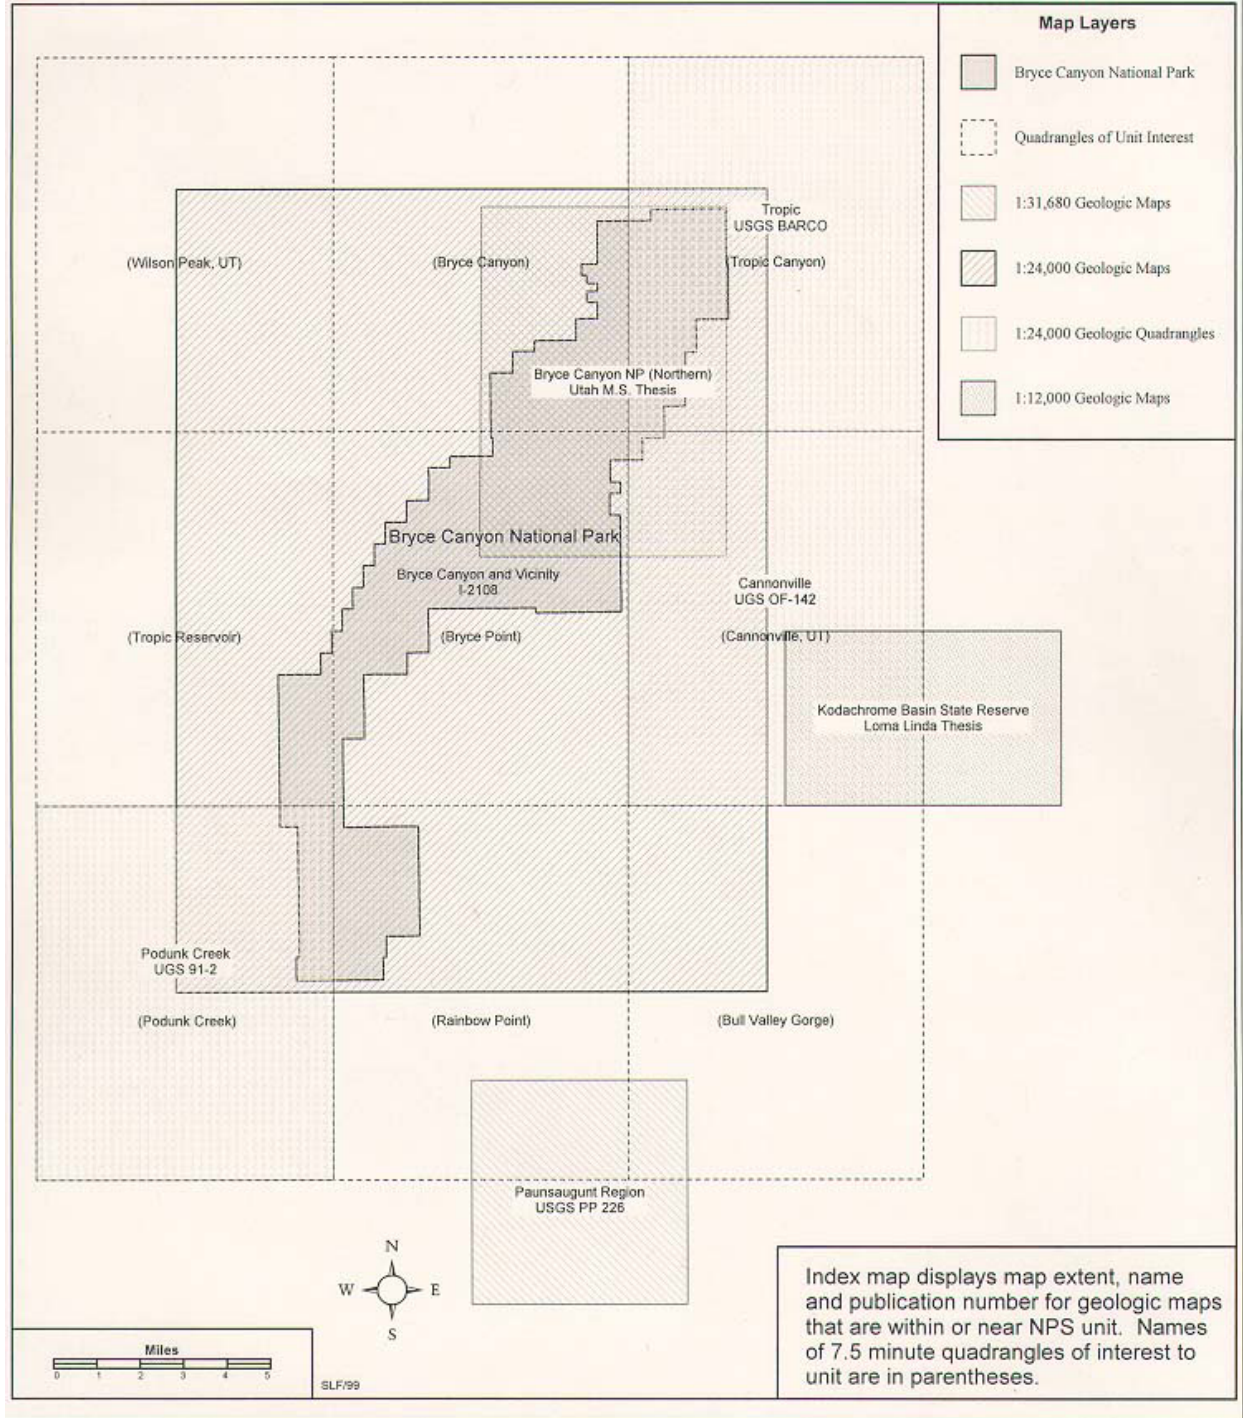 Map Layers
Bryce Canyon National Park
Quadrangles of Unit Interest
1:31,680 Geologic Maps
1:24,000 Geologic Maps
1:24,000 Geologic Quadrangles
1:12,000 Geologic Maps
Tropic
USGS BARCO
(Wilson Peak, UT)
(Bryce Canyon)
(Tropic Canyon)
Bryce Canyon NP (Northern)
Utah M.S. Thesis
Bryce Canyon National Park
Bryce Canyon and Vicinity
I-2108
Cannonville
UGS OF-142
(Tropic Reservoir)
(Bryce Point)
(Cannonville, UT)
Kodachrome Basin State Reserve
Loma Linda Thesis
Podunk Creek
UGS 91-2
(Podunk Creek)
(Rainbow Point)
(Bull Valley Gorge)
Paunsaugunt Region
USGS PP 226
N
W E
S
Miles
0 1 2 3 4 5
SLF/99
Index map displays map extent, name
and publication number for geologic maps
that are within or near NPS unit. Names
of 7.5 minute quadrangles of interest to
unit are in parentheses.